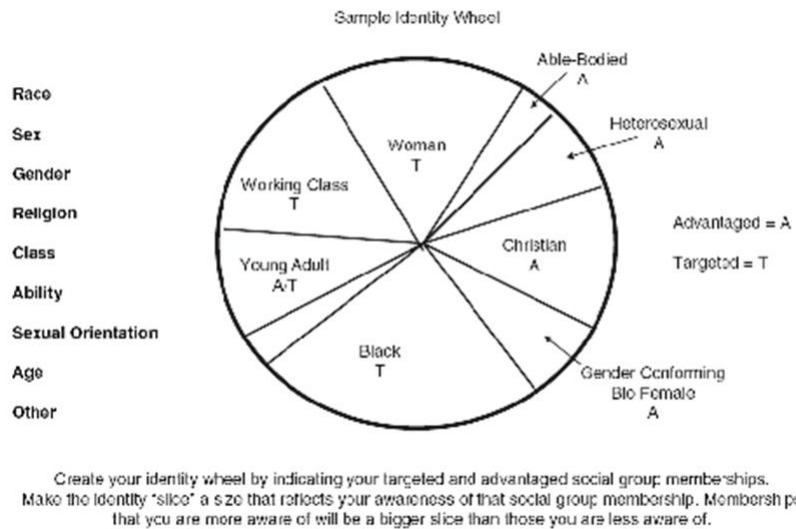 Sample Identity Wheel
Race
Sex
Gender
Religion
Class
Ability
Sexual Orientation
Age
Other
Able-Bodied
A
Heterosexual
A
Woman
T
Working Class
T
Young Adult
A/T
Christian
A
Black
T
Gender Conforming
Bio Female
A
Advantaged = A
Targeted = T
Create your identity wheel by indicating your targeted and advantaged social group memberships.
Make the identity "slice" a size that reflects your awareness of that social group membership. Memberships
that you are more aware of will be a bigger slice than those you are less aware of.